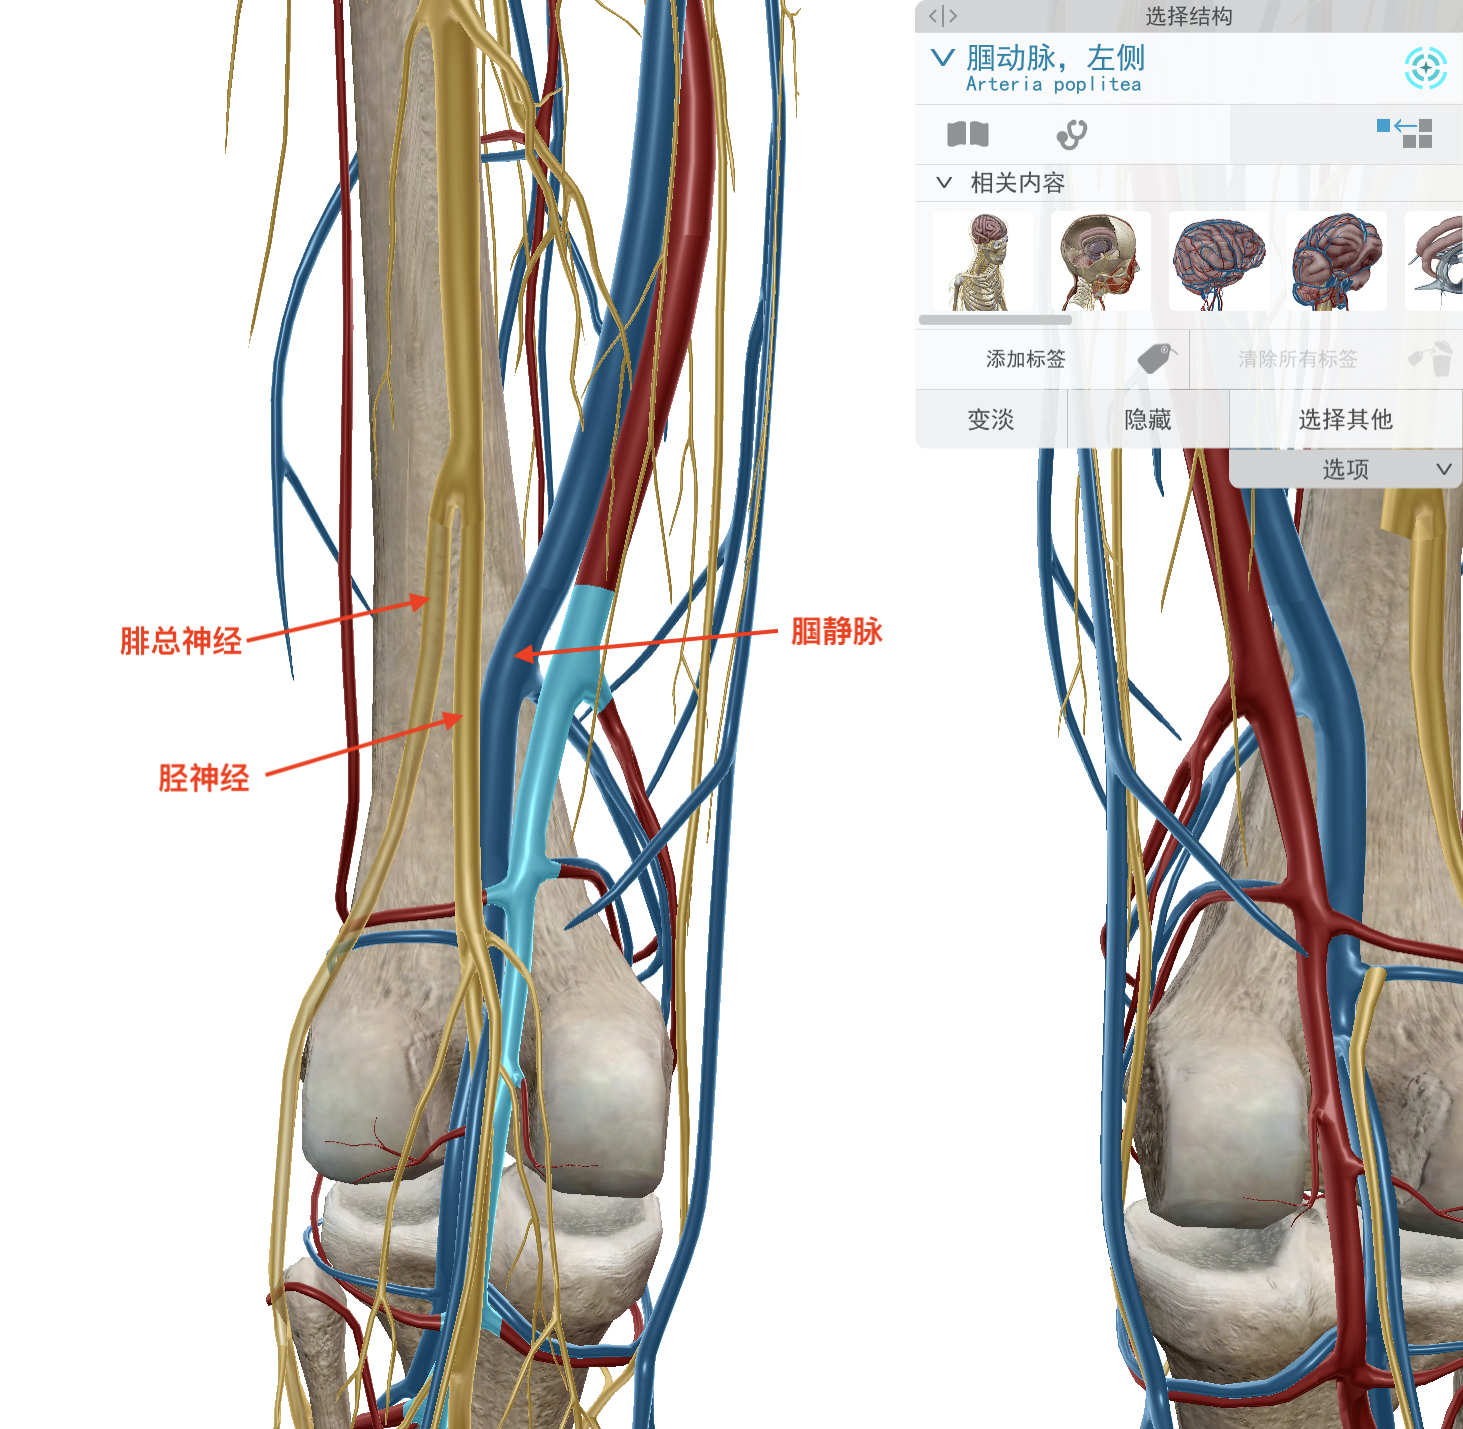 选择结构
腘动脉，左侧
Arteria poplitea
相关内容
添加标签
清除所有标签
变淡
隐藏
选择其他
选项
腓总神经
腘静脉
胫神经